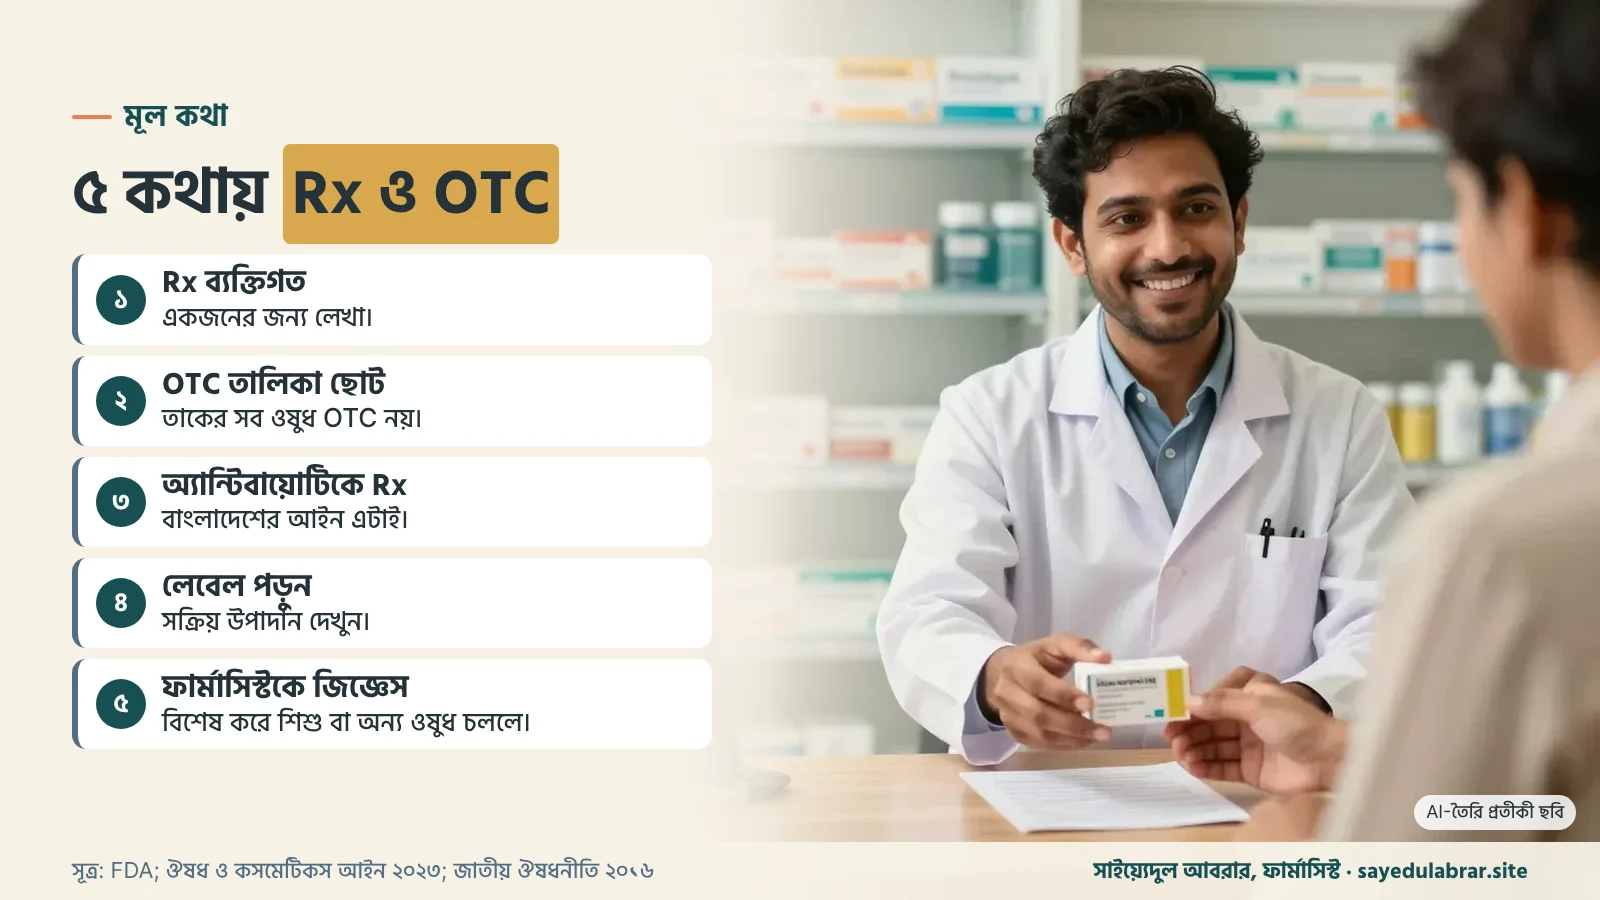 মূল কথা
৫ কথায় Rx ও OTC
১
Rx ব্যক্তিগত
একজনের জন্য লেখা।
২
OTC তালিকা ছোট
তাকের সব ওষুধ OTC নয়।
৩
অ্যান্টিবায়োটিকে Rx
বাংলাদেশের আইন এটাই।
৪
লেবেল পড়ুন
সক্রিয় উপাদান দেখুন।
৫
ফার্মাসিস্টকে জিজ্ঞেস
বিশেষ করে শিশু বা অন্য ওষুধ চললে।
AI-তৈরি প্রতীকী ছবি
সূত্র: FDA; ঔষধ ও কসমেটিকস আইন ২০২৩; জাতীয় ঔষধনীতি ২০১৬
সাইয়্যেদুল আবরার, ফার্মাসিস্ট · sayedulabrar.site